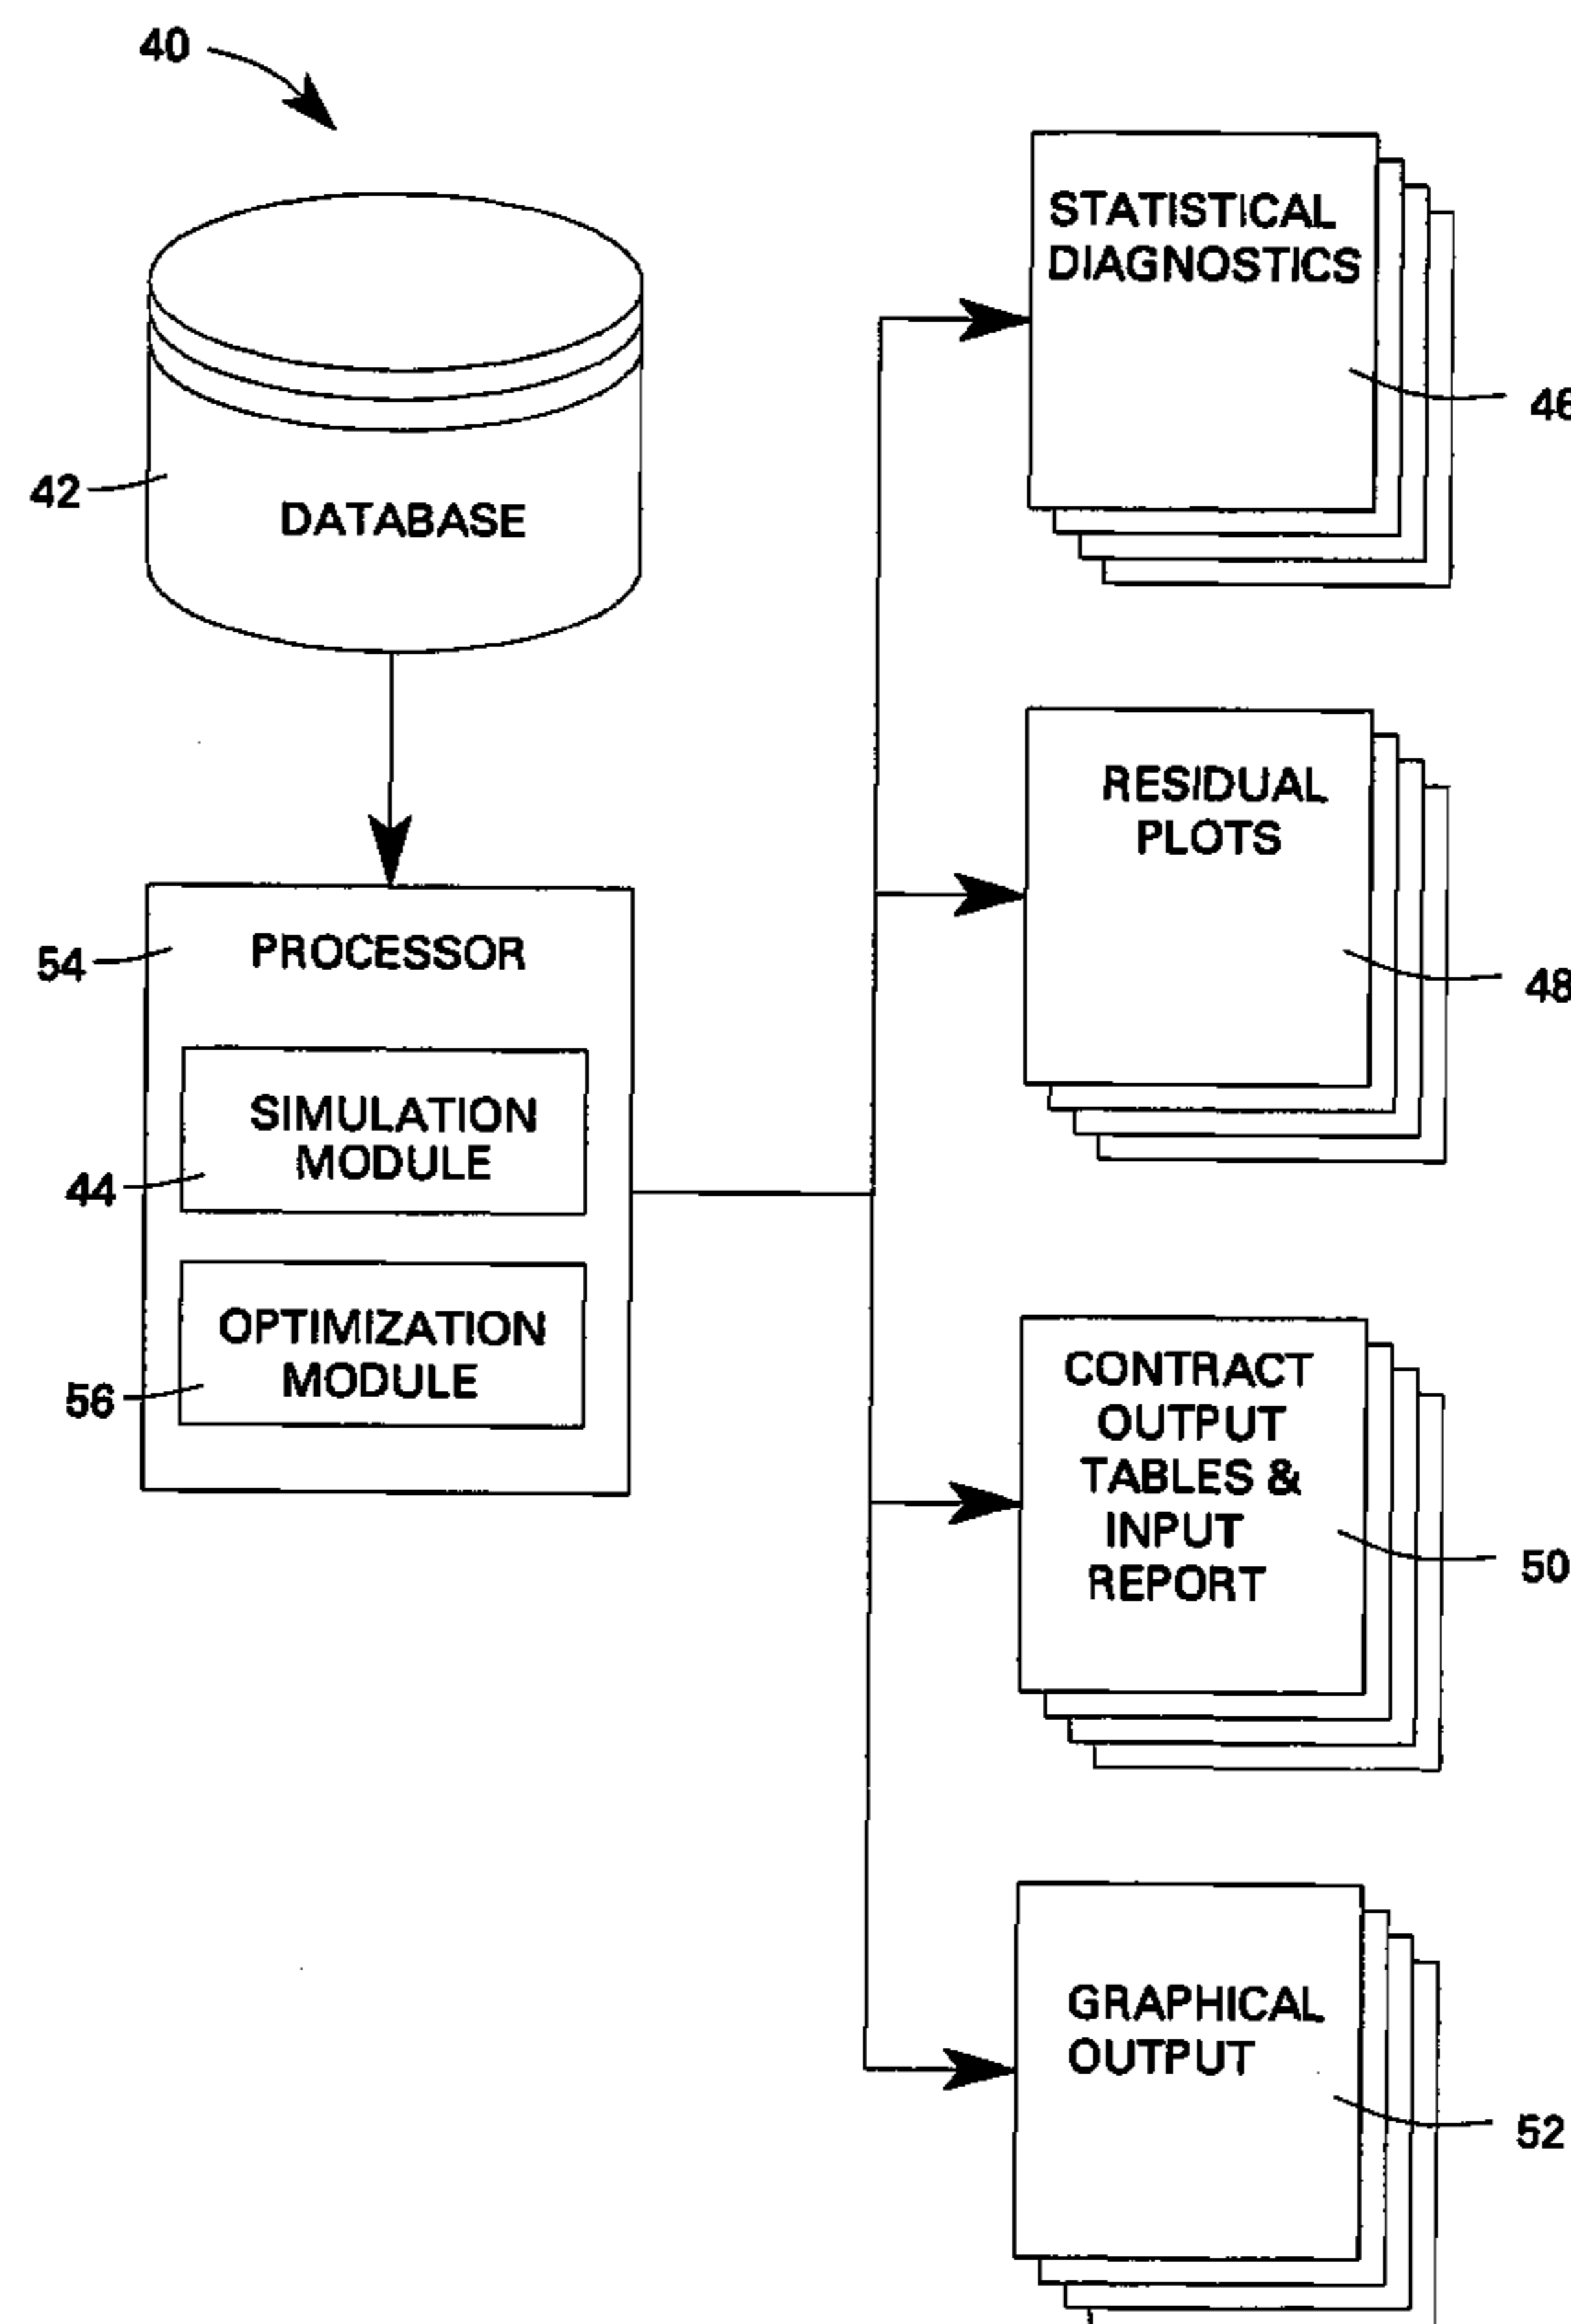 40
42
DATABASE
54
PROCESSOR
SIMULATION
MODULE
44
OPTIMIZATION
MODULE
56
STATISTICAL
DIAGNOSTICS
46
RESIDUAL
PLOTS
48
CONTRACT
OUTPUT
TABLES &
INPUT
REPORT
50
GRAPHICAL
OUTPUT
52